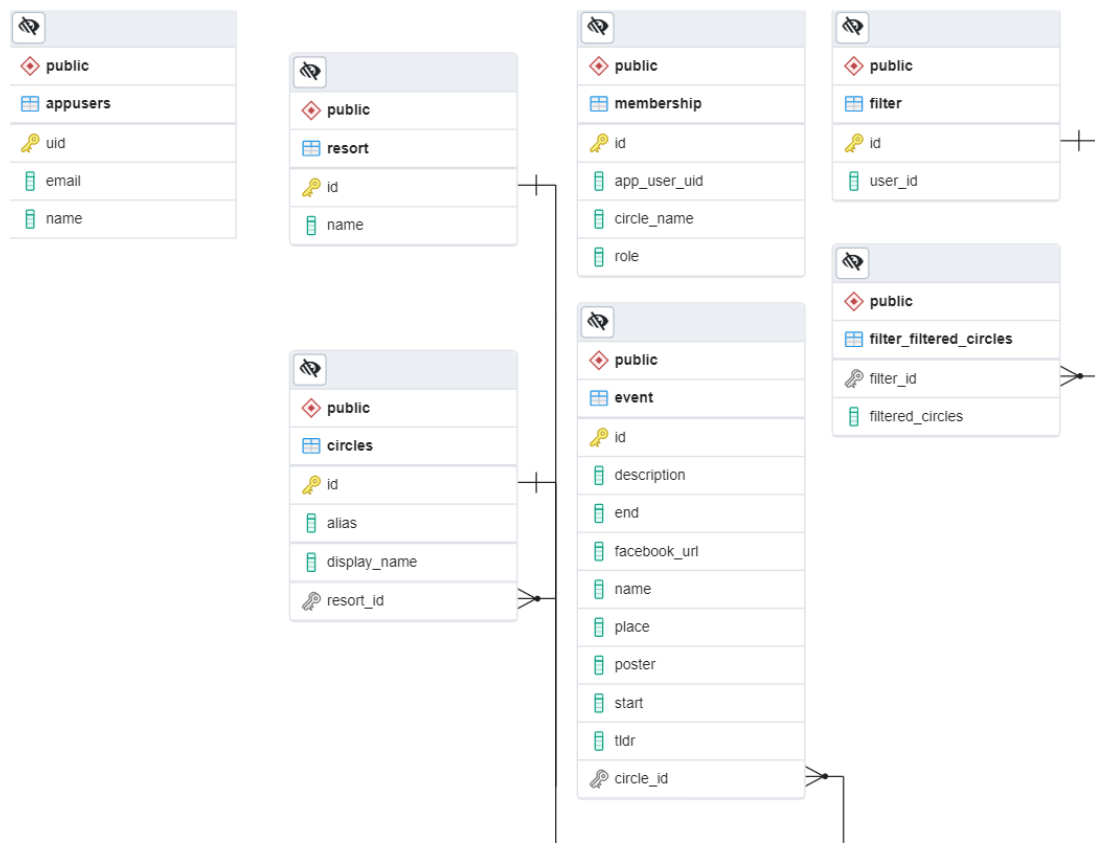 public
appusers
uid
email
name
public
resort
id
name
public
circles
id
alias
display_name
resort_id
public
membership
id
app_user_uid
circle_name
role
public
event
id
description
end
facebook_url
name
place
poster
start
tldr
circle_id
public
filter
id
user_id
public
filter_filtered_circles
filter_id
filtered_circles